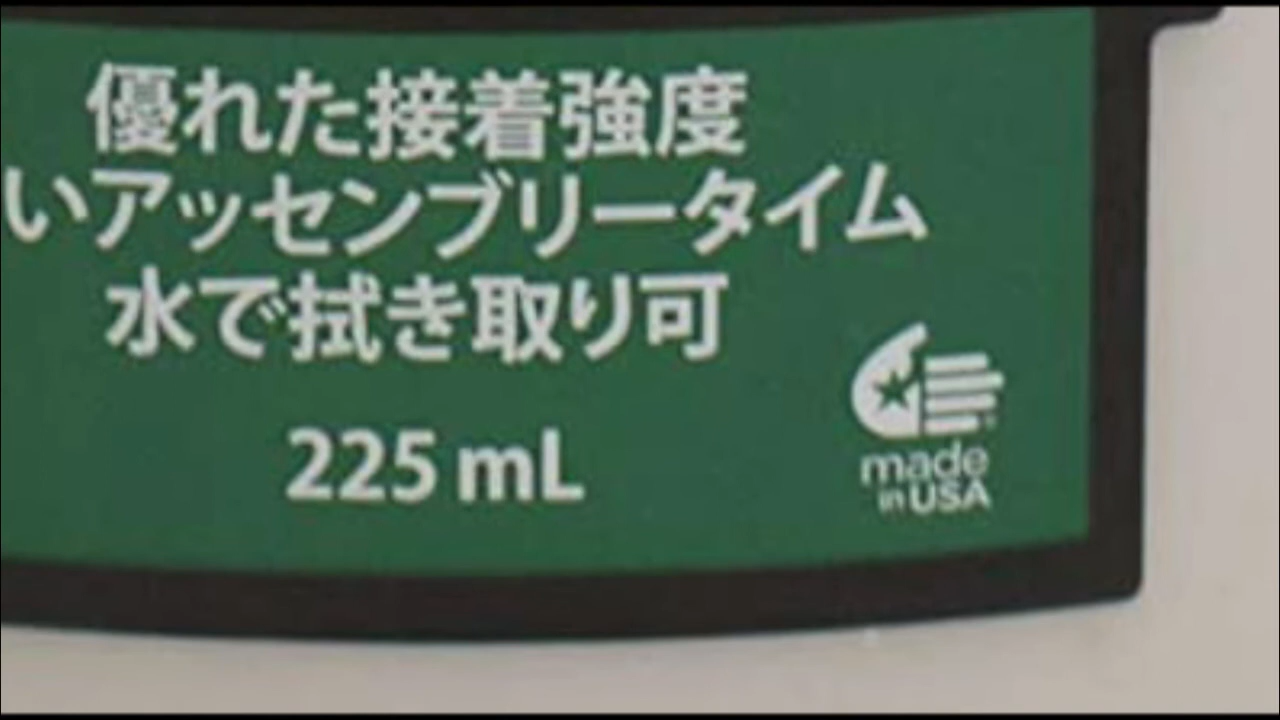 優れた接着強度
いアッセンブリータイム
水で拭き取り可
225 mL
made
in USA